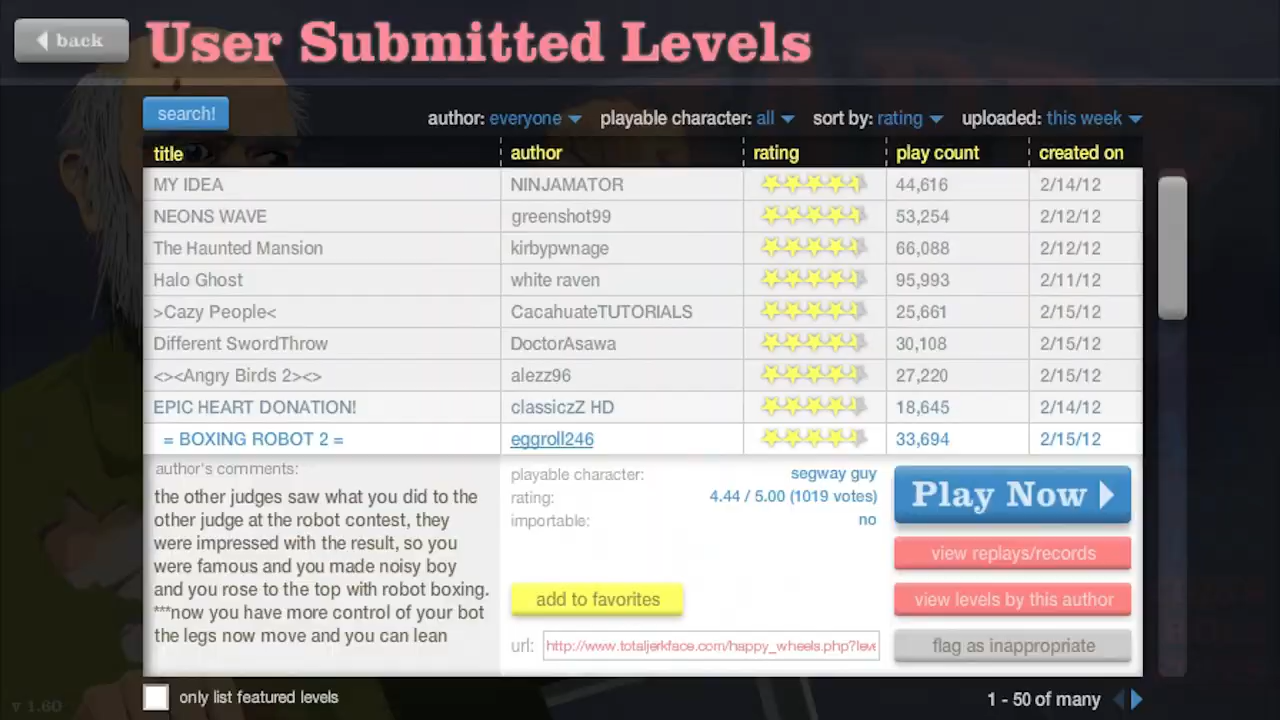 back
User Submitted Levels
search!
author: everyone playable character: all sort by: rating uploaded: this week
title author rating play count created on
MY IDEA NINJAMATOR 44,616 2/14/12
NEONS WAVE greenshot99 53,254 2/12/12
The Haunted Mansion kirbypwnage 66,088 2/12/12
Halo Ghost white raven 95,993 2/11/12
>Cazy People< CacahuateTUTORIALS 25,661 2/15/12
Different SwordThrow DoctorAsawa 30,108 2/15/12
<><Angry Birds 2><> alezz96 27,220 2/15/12
EPIC HEART DONATION! classiczZ HD 18,645 2/14/12
= BOXING ROBOT 2 = eggroll246 33,694 2/15/12
author's comments:
the other judges saw what you did to the
other judge at the robot contest, they
were impressed with the result, so you
were famous and you made noisy boy
and you rose to the top with robot boxing.
***now you have more control of your bot
the legs now move and you can lean
playable character: segway guy
rating: 4.44 / 5.00 (1019 votes)
importable: no
add to favorites
url: http://www.totaljerkface.com/happy_wheels.php?leve
Play Now
view replays/records
view levels by this author
flag as inappropriate
only list featured levels
1 - 50 of many
v 1.60